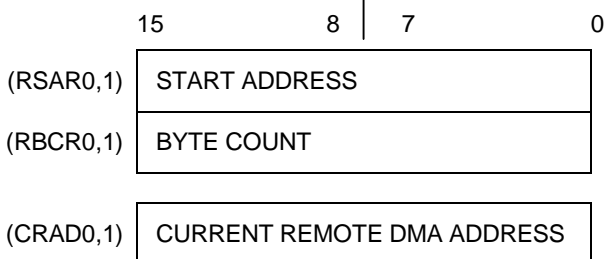 15 8 7 0
(RSAR0,1) START ADDRESS
(RBCR0,1) BYTE COUNT
(CRAD0,1) CURRENT REMOTE DMA ADDRESS